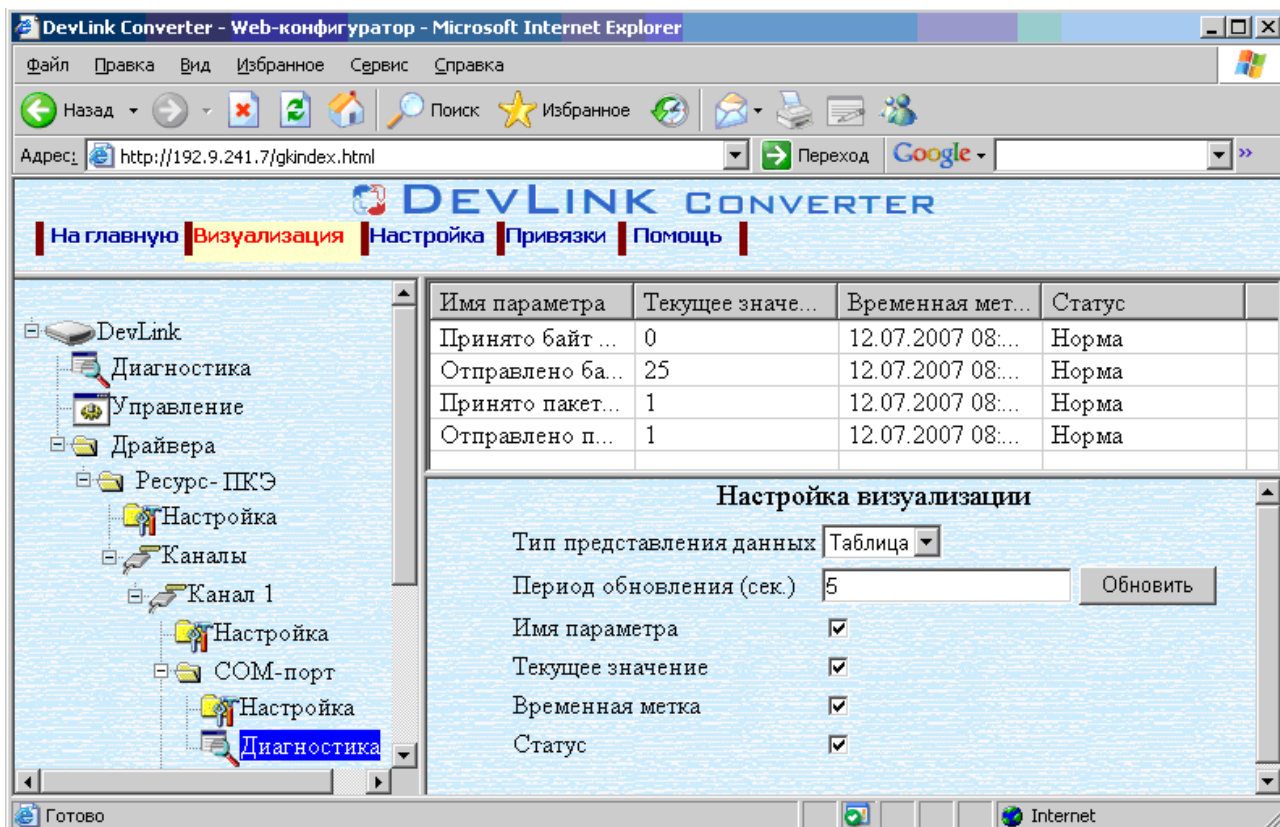 DevLink Converter - Web-конфигуратор - Microsoft Internet Explorer
Файл Правка Вид Избранное Сервис Справка
Назад Поиск Избранное
Адрес: http://192.9.241.7/gkindex.html Переход Google
DEVLINK CONVERTER
На главную Визуализация Настройка Привязки Помощь
DevLink
Диагностика
Управление
Драйвера
Ресурс-ПКЭ
Настройка
Каналы
Канал 1
Настройка
COM-порт
Настройка
Диагностика
Имя параметра Текущее значе... Временная мет... Статус
Принято байт ... 0 12.07.2007 08:... Норма
Отправлено ба... 25 12.07.2007 08:... Норма
Принято пакет... 1 12.07.2007 08:... Норма
Отправлено п... 1 12.07.2007 08:... Норма
Настройка визуализации
Тип представления данных Таблица
Период обновления (сек.) 5 Обновить
Имя параметра
Текущее значение
Временная метка
Статус
Готово Internet